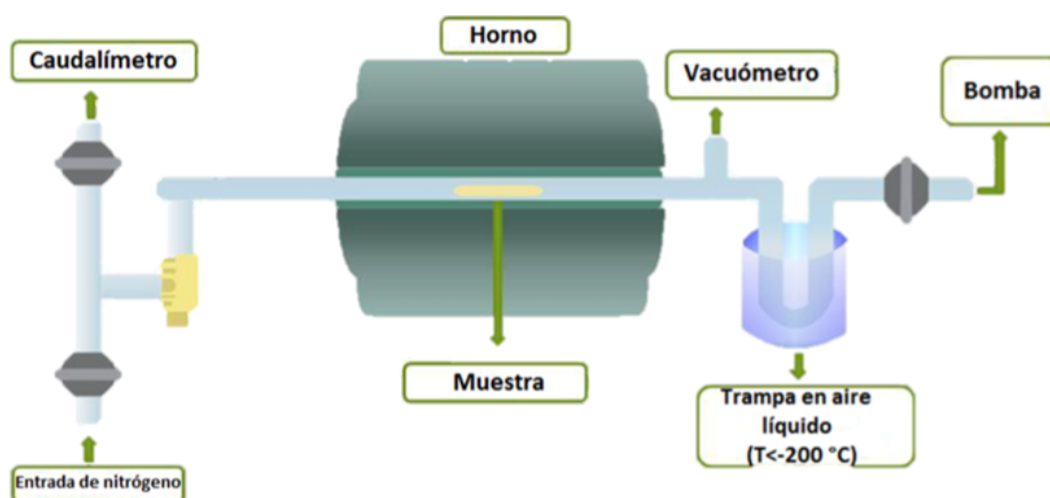 Horno
Caudalímetro
Vacuómetro
Bomba
Muestra
Trampa en aire
líquido
(T<-200 °C)
Entrada de nitrógeno